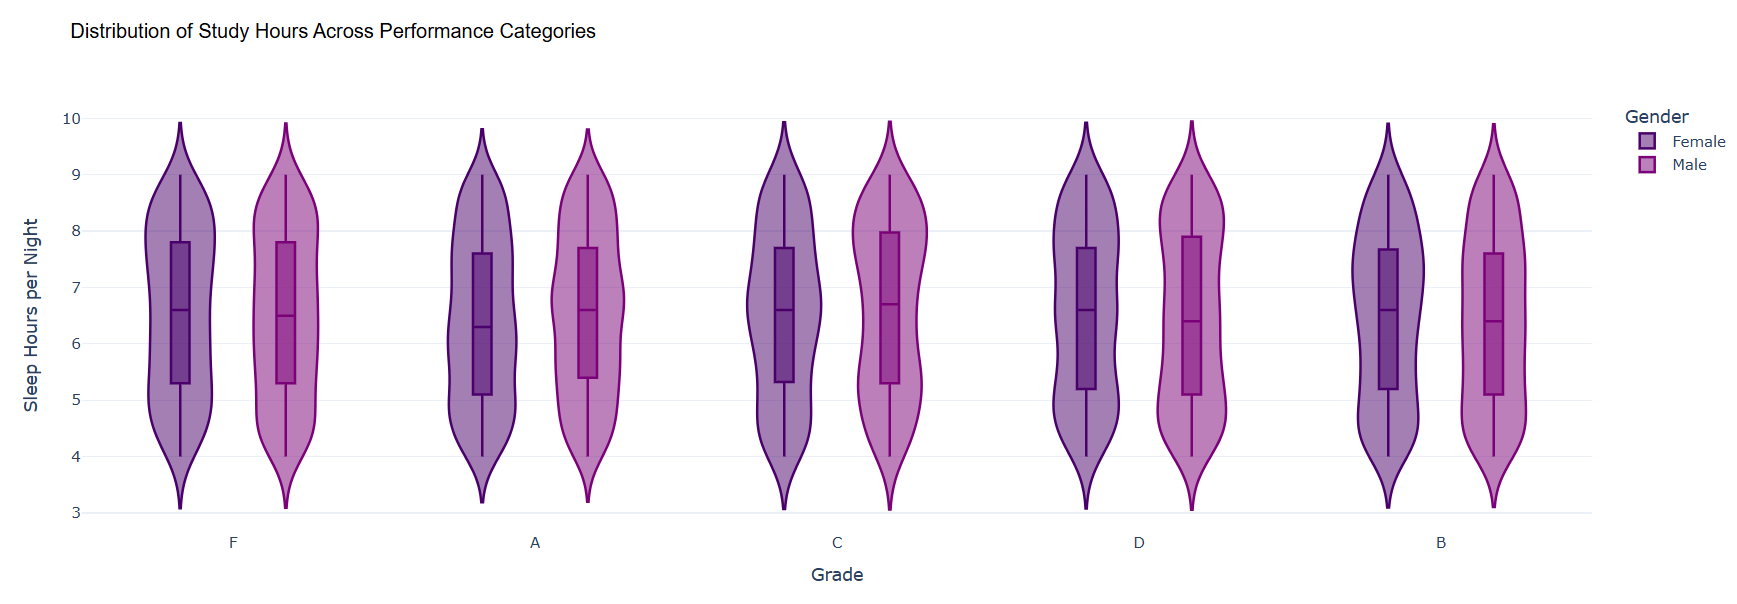 Distribution of Study Hours Across Performance Categories
10
9
8
7
6
5
4
3
Sleep Hours per Night
F
A
C
D
B
Grade
Gender
Female
Male